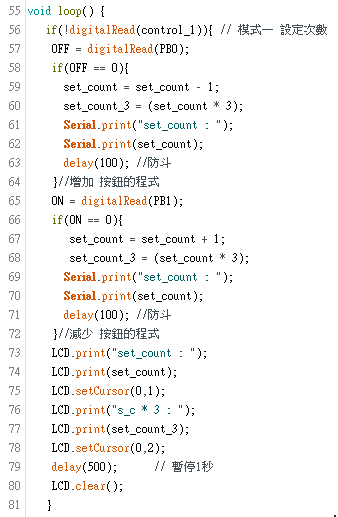 55 void loop() {
56 if(!digitalRead(control_1)){ // 模式一 設定次數
57 OFF = digitalRead(PB0);
58 if(OFF == 0){
59 set_count = set_count - 1;
60 set_count_3 = (set_count * 3);
61 Serial.print("set_count : ");
62 Serial.print(set_count);
63 delay(100); //防斗
64 }//增加 按鈕的程式
65 ON = digitalRead(PB1);
66 if(ON == 0){
67 set_count = set_count + 1;
68 set_count_3 = (set_count * 3);
69 Serial.print("set_count : ");
70 Serial.print(set_count);
71 delay(100); //防斗
72 }//減少 按鈕的程式
73 LCD.print("set_count : ");
74 LCD.print(set_count);
75 LCD.setCursor(0,1);
76 LCD.print("s_c * 3 : ");
77 LCD.print(set_count_3);
78 LCD.setCursor(0,2);
79 delay(500); // 暫停1秒
80 LCD.clear();
81 }